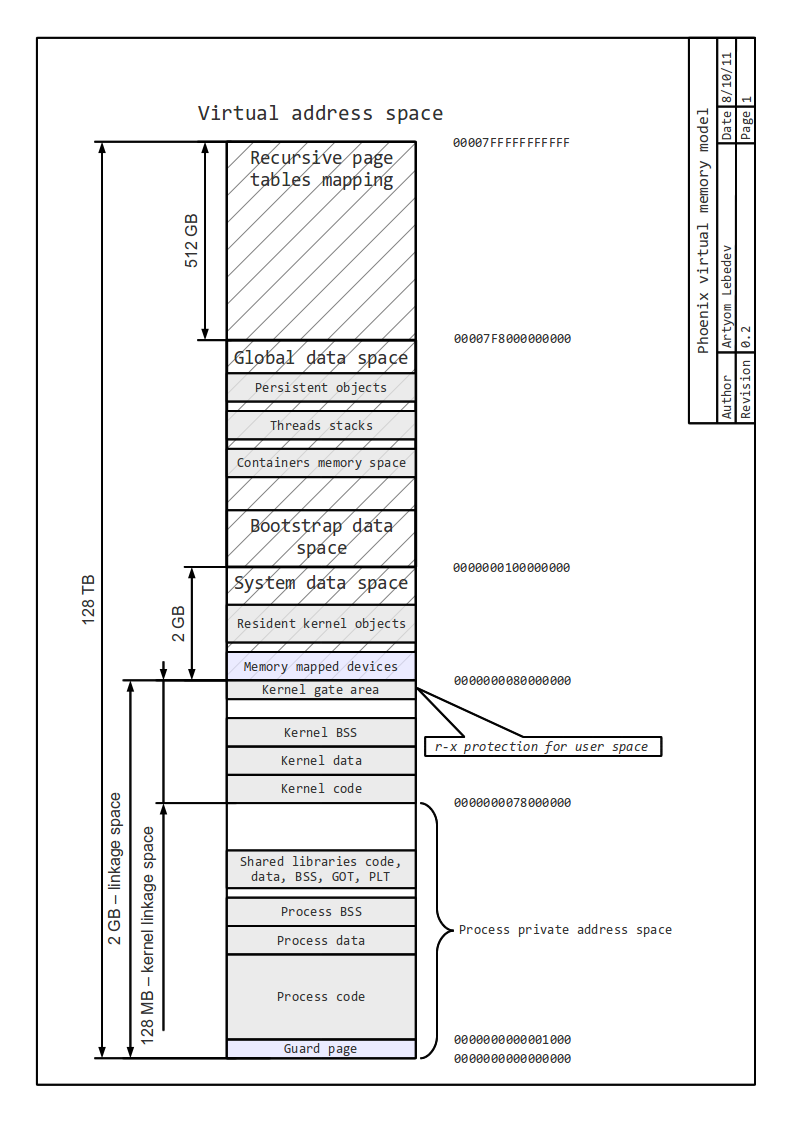 Virtual address space
00007FFFFFFFFFFF
Recursive page
tables mapping
512 GB
00007F8000000000
Global data space
Persistent objects
Threads stacks
Containers memory space
Bootstrap data
space
0000000100000000
System data space
2 GB
Resident kernel objects
Memory mapped devices
0000000080000000
Kernel gate area
r-x protection for user space
Kernel BSS
Kernel data
Kernel code
0000000078000000
128 TB
2 GB – linkage space
128 MB – kernel linkage space
Shared libraries code,
data, BSS, GOT, PLT
Process BSS
Process data
Process private address space
Process code
0000000000001000
Guard page
0000000000000000
Phoenix virtual memory model
Author Artyom Lebedev Date 8/10/11
Revision 0.2 Page 1